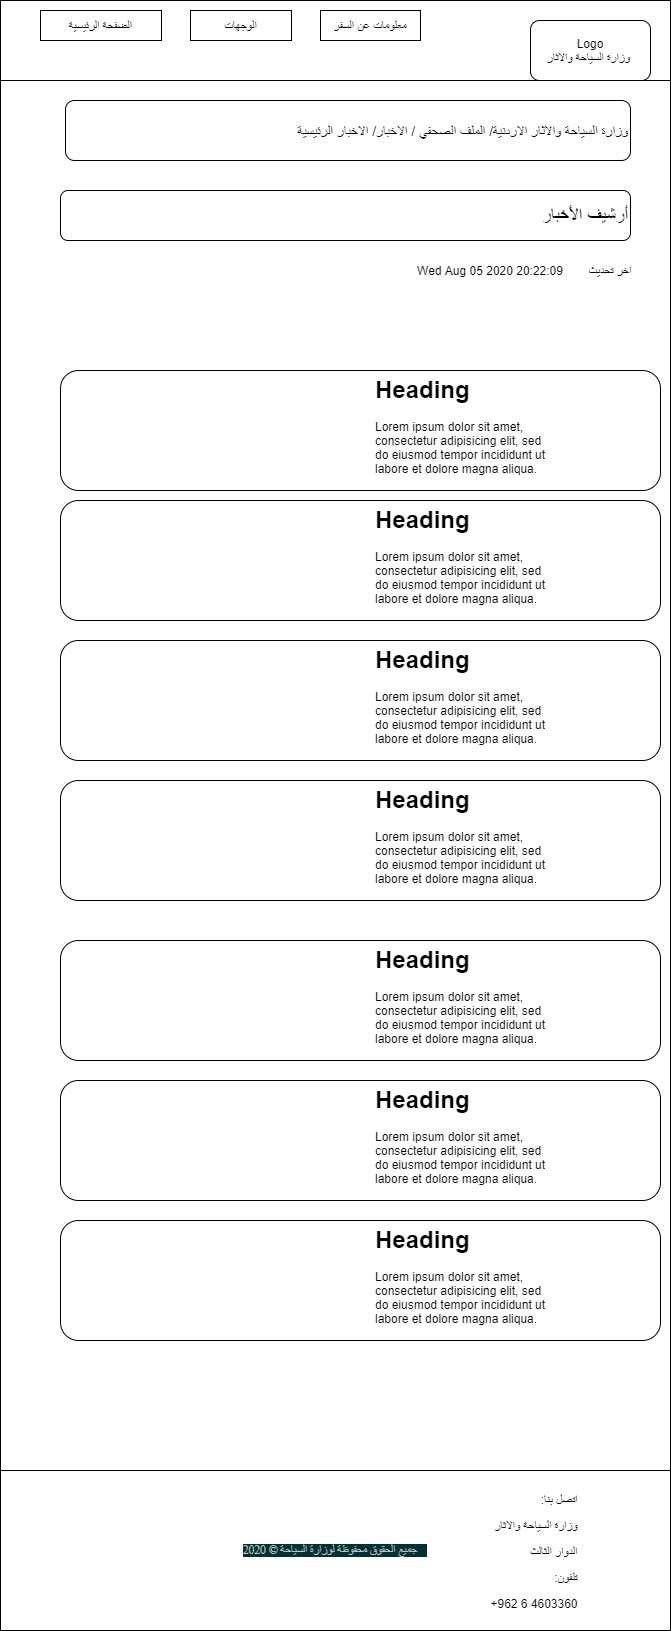 معلومات عن السفر
الوجهات
الصفحة الرئيسية
Logo
وزارة السياحة والاثار
وزارة السياحة والاثار الاردنية/ الملف الصحفي / الاخبار/ الاخبار الرئيسية
أرشيف الأخبار
اخر تحديث Wed Aug 05 2020 20:22:09
Heading
Lorem ipsum dolor sit amet,
consectetur adipisicing elit, sed
do eiusmod tempor incididunt ut
labore et dolore magna aliqua.
Heading
Lorem ipsum dolor sit amet,
consectetur adipisicing elit, sed
do eiusmod tempor incididunt ut
labore et dolore magna aliqua.
Heading
Lorem ipsum dolor sit amet,
consectetur adipisicing elit, sed
do eiusmod tempor incididunt ut
labore et dolore magna aliqua.
Heading
Lorem ipsum dolor sit amet,
consectetur adipisicing elit, sed
do eiusmod tempor incididunt ut
labore et dolore magna aliqua.
Heading
Lorem ipsum dolor sit amet,
consectetur adipisicing elit, sed
do eiusmod tempor incididunt ut
labore et dolore magna aliqua.
Heading
Lorem ipsum dolor sit amet,
consectetur adipisicing elit, sed
do eiusmod tempor incididunt ut
labore et dolore magna aliqua.
Heading
Lorem ipsum dolor sit amet,
consectetur adipisicing elit, sed
do eiusmod tempor incididunt ut
labore et dolore magna aliqua.
اتصل بنا:
وزارة السياحة والاثار
الدوار الثالث
تلفون:
+962 6 4603360
جميع الحقوق محفوظة لوزارة السياحة © 2020